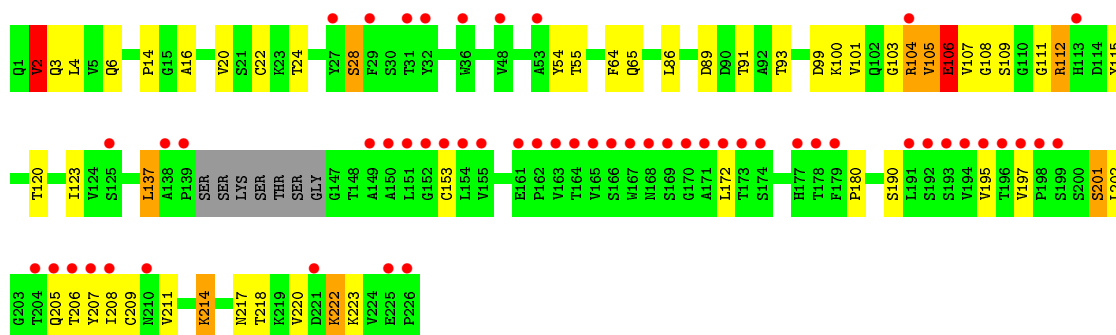 Q1 V2 Q3 L4 V5 Q6 P14 G15 A16 V20 S21 C22 K23 T24 Y27 S28 F29 S30 T31 Y32 W36 V48 A53 Y54 T55 F64 Q65 L86 D89 D90 T91 A92 T93 D99 K100 V101 Q102 G103 R104 V105 E106 V107 G108 S109 G110 G111 R112 H113 D114 Y115
T120 I123 V124 S125 L137 A138 P139 SER SER LYS SER THR SER GLY G147 T148 A149 A150 L151 G152 C153 L154 V155 E161 P162 V163 T164 V165 S166 W167 N168 S169 G170 A171 L172 T173 S174 H177 T178 F179 P180 S190 L191 S192 S193 V194 V195 T196 V197 P198 S199 S200 S201 L202
G203 T204 Q205 T206 Y207 I208 C209 N210 V211 K214 N217 T218 K219 V220 D221 K222 K223 V224 E225 P226